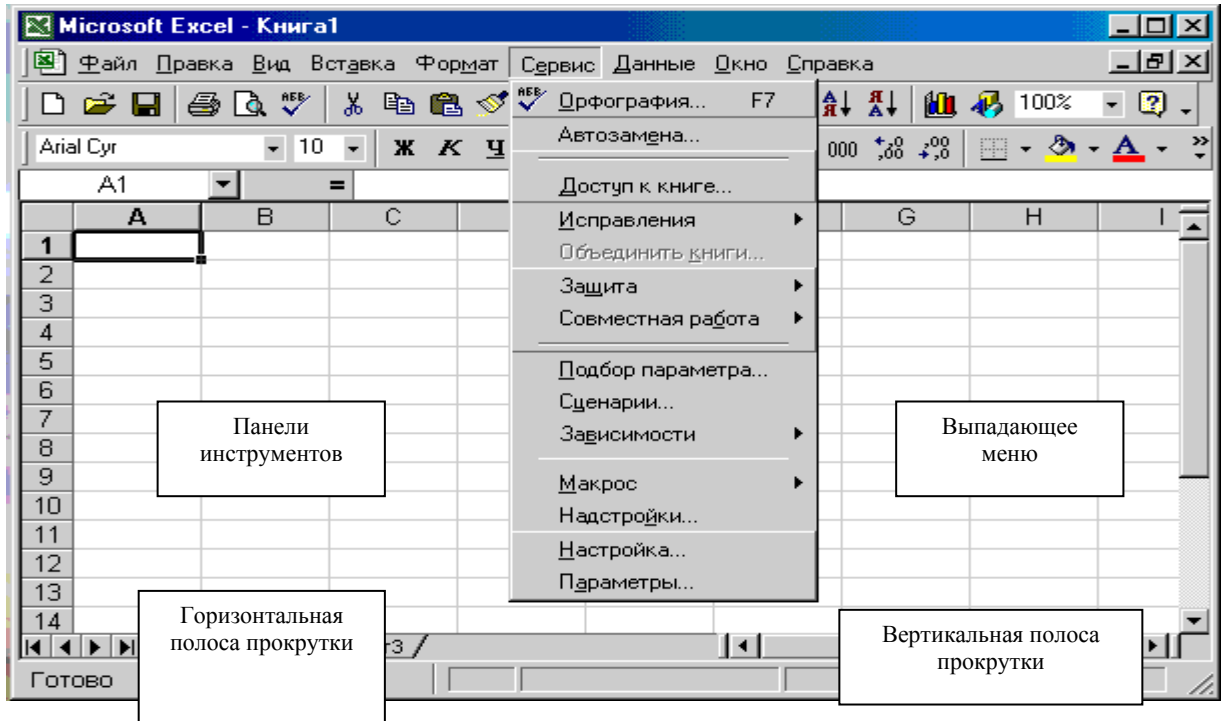 Microsoft Excel - Книга1
Файл Правка Вид Вставка Формат Сервис Данные Окно Справка
100%
Arial Cyr 10 Ж К Ч 000
A1 =
A B C G H I
1
2
3
4
5
6
7
8
9
10
11
12
13
14
Орфография... F7
Автозамена...
Доступ к книге...
Исправления
Объединить книги...
Защита
Совместная работа
Подбор параметра...
Сценарии...
Зависимости
Макрос
Надстройки...
Настройка...
Параметры...
Панели
инструментов
Выпадающее
меню
Горизонтальная
полоса прокрутки
Вертикальная полоса
прокрутки
Готово